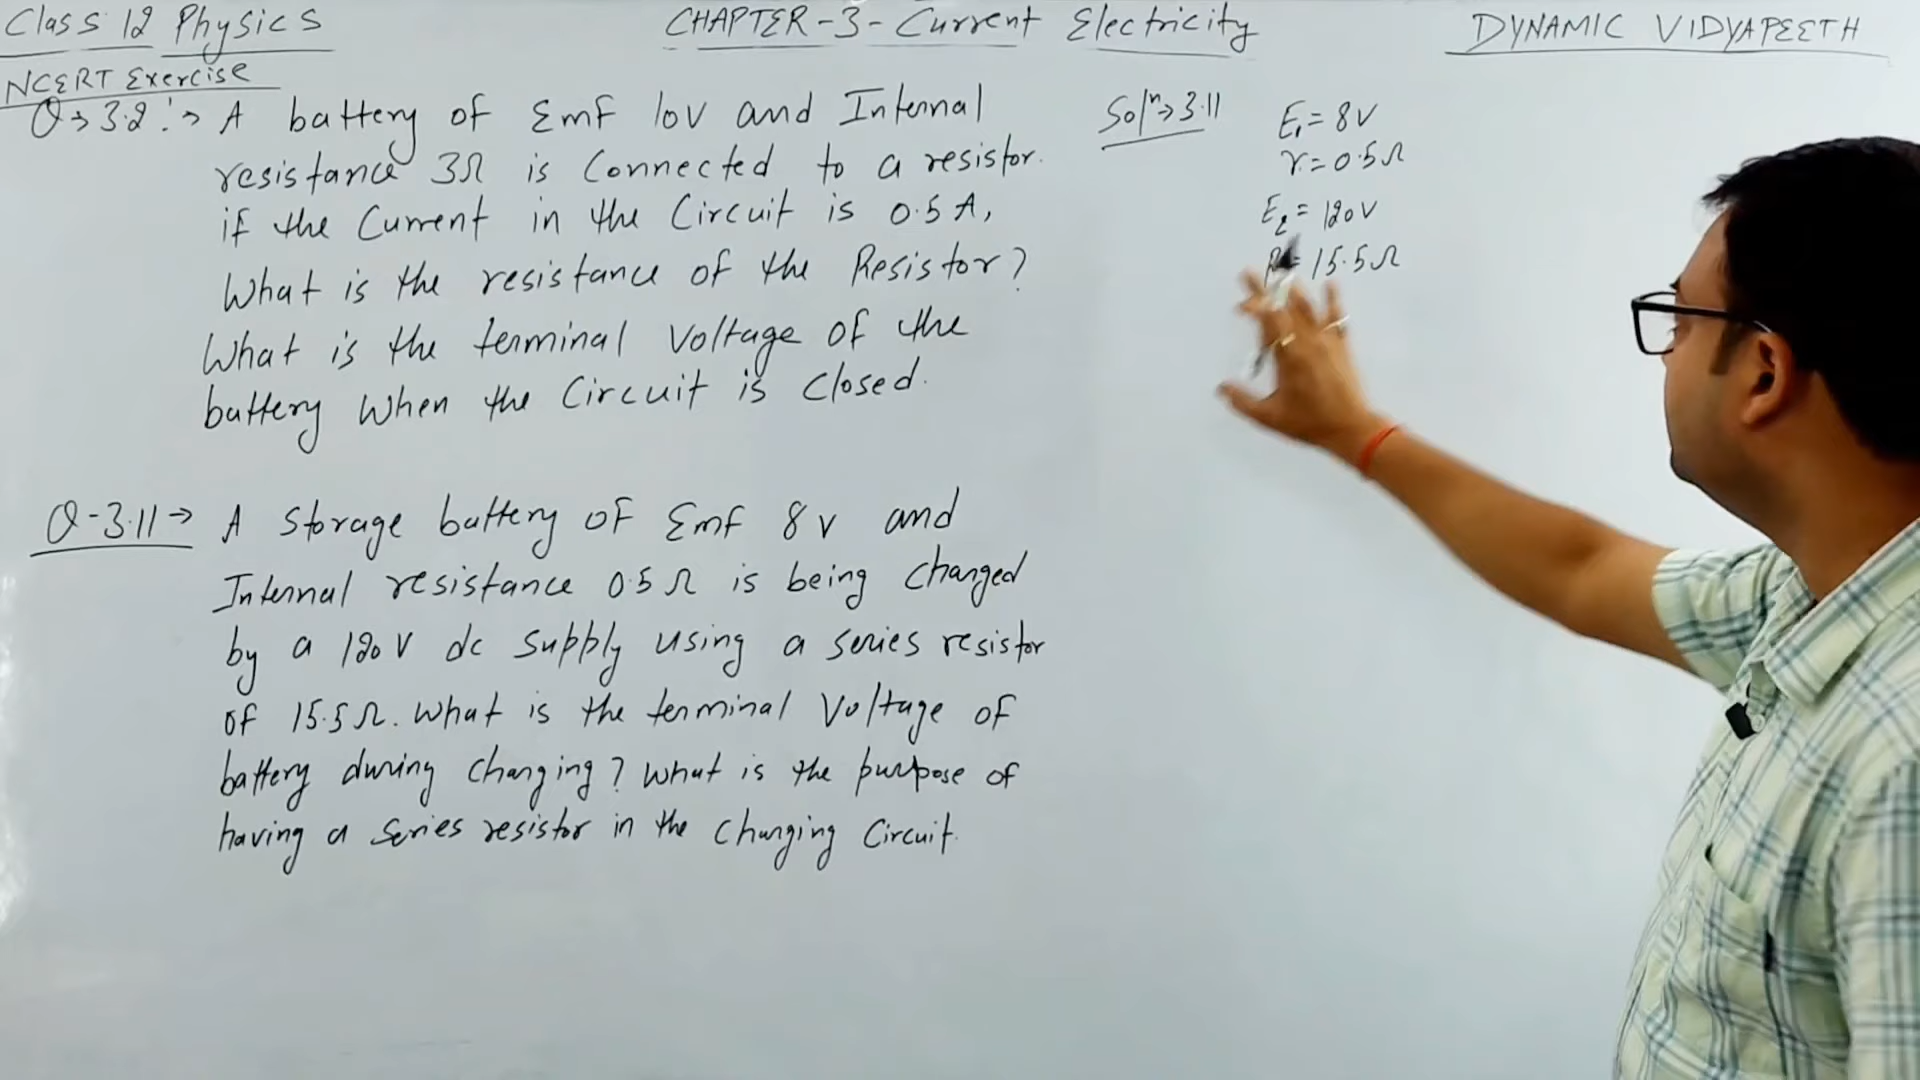 Class 12 Physics
CHAPTER-3-Current Electricity
DYNAMIC VIDYAPEETH
NCERT Exercise
Q→3.2:→ A battery of Emf 10V and Internal
resistance 3Ω is Connected to a resistor.
if the Current in the Circuit is 0.5A,
What is the resistance of the Resistor?
What is the terminal Voltage of the
battery When the Circuit is Closed.
Q-3.11→ A Storage battery of Emf 8V and
Internal resistance 0.5Ω is being Charged
by a 120V dc Supply using a series resistor
of 15.5Ω. What is the terminal Voltage of
battery during Charging? What is the purpose of
having a Series resistor in the Charging Circuit.
Solⁿ→3.11
E₁=8V
r=0.5Ω
E₂=120V
R=15.5Ω